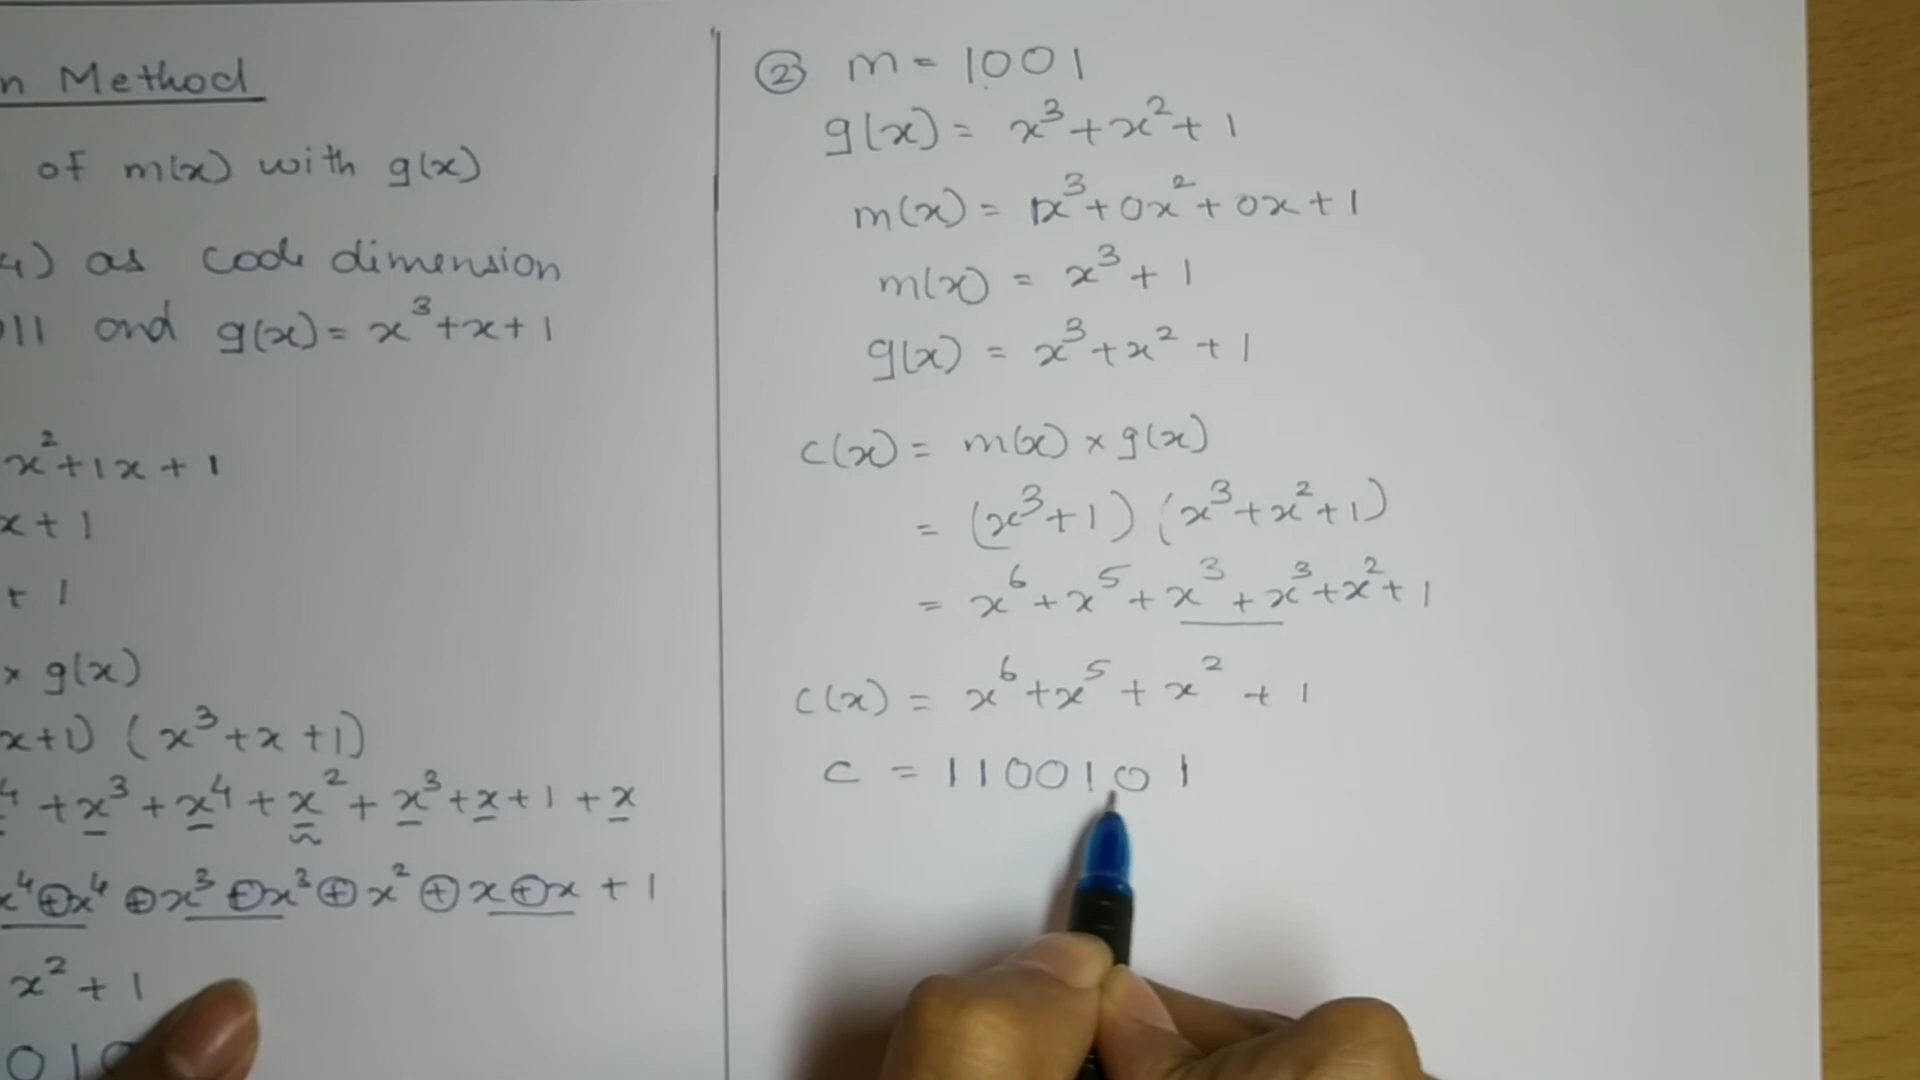 n Method
of m(x) with g(x)
4) as code dimension
011 and g(x) = x³+x+1
x²+1x+1
x+1
+1
× g(x)
x+1) (x³+x+1)
⁴+x³+x⁴+x²+x³+x+1+x
x⁴⊕x⁴⊕x³⊕x³⊕x²⊕x⊕x+1
x²+1
010
② m = 1001
g(x) = x³+x²+1
m(x) = 1x³+0x²+0x+1
m(x) = x³+1
g(x) = x³+x²+1
c(x) = m(x) × g(x)
= (x³+1) (x³+x²+1)
= x⁶+x⁵+x³+x³+x²+1
c(x) = x⁶+x⁵+x²+1
c = 1100101